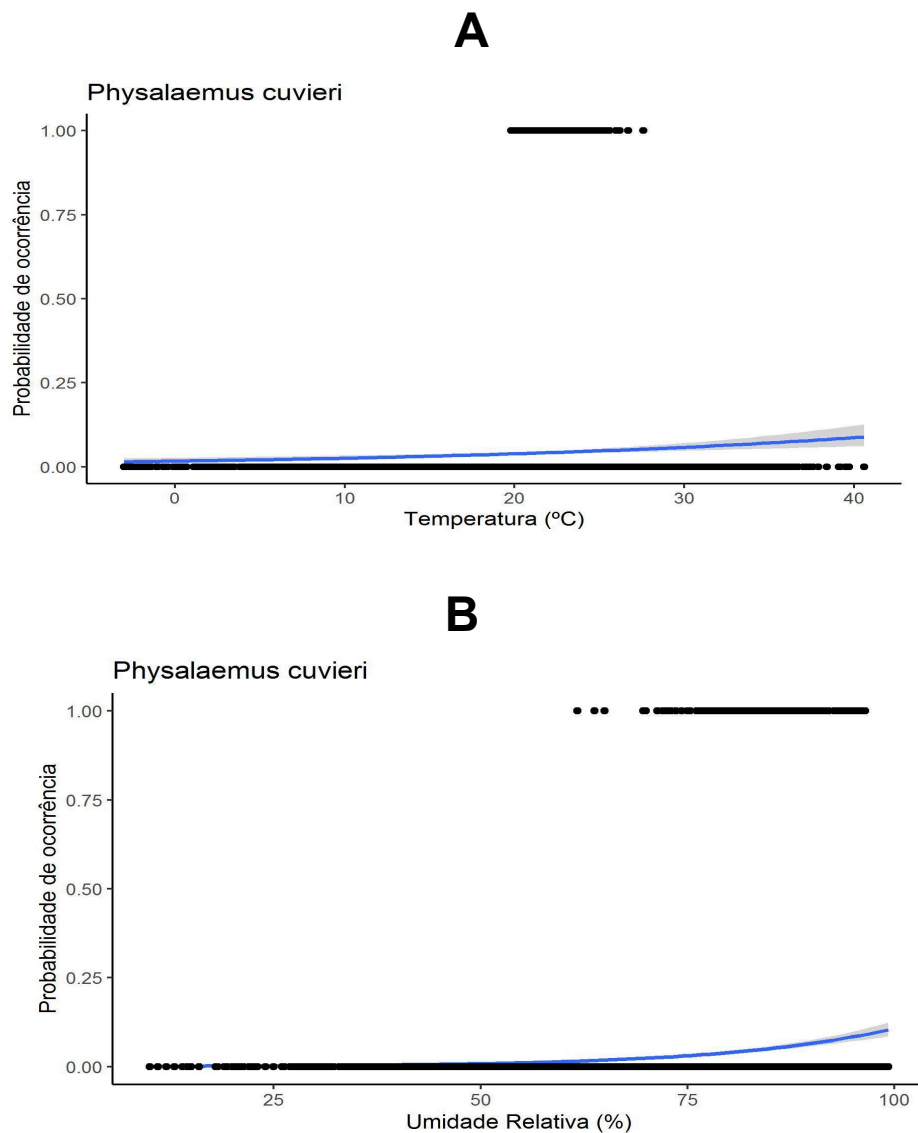 A
Physalaemus cuvieri
1.00
0.75
0.50
0.25
0.00
Probabilidade de ocorrência
0 10 20 30 40
Temperatura (ºC)
B
Physalaemus cuvieri
1.00
0.75
0.50
0.25
0.00
Probabilidade de ocorrência
25 50 75 100
Umidade Relativa (%)